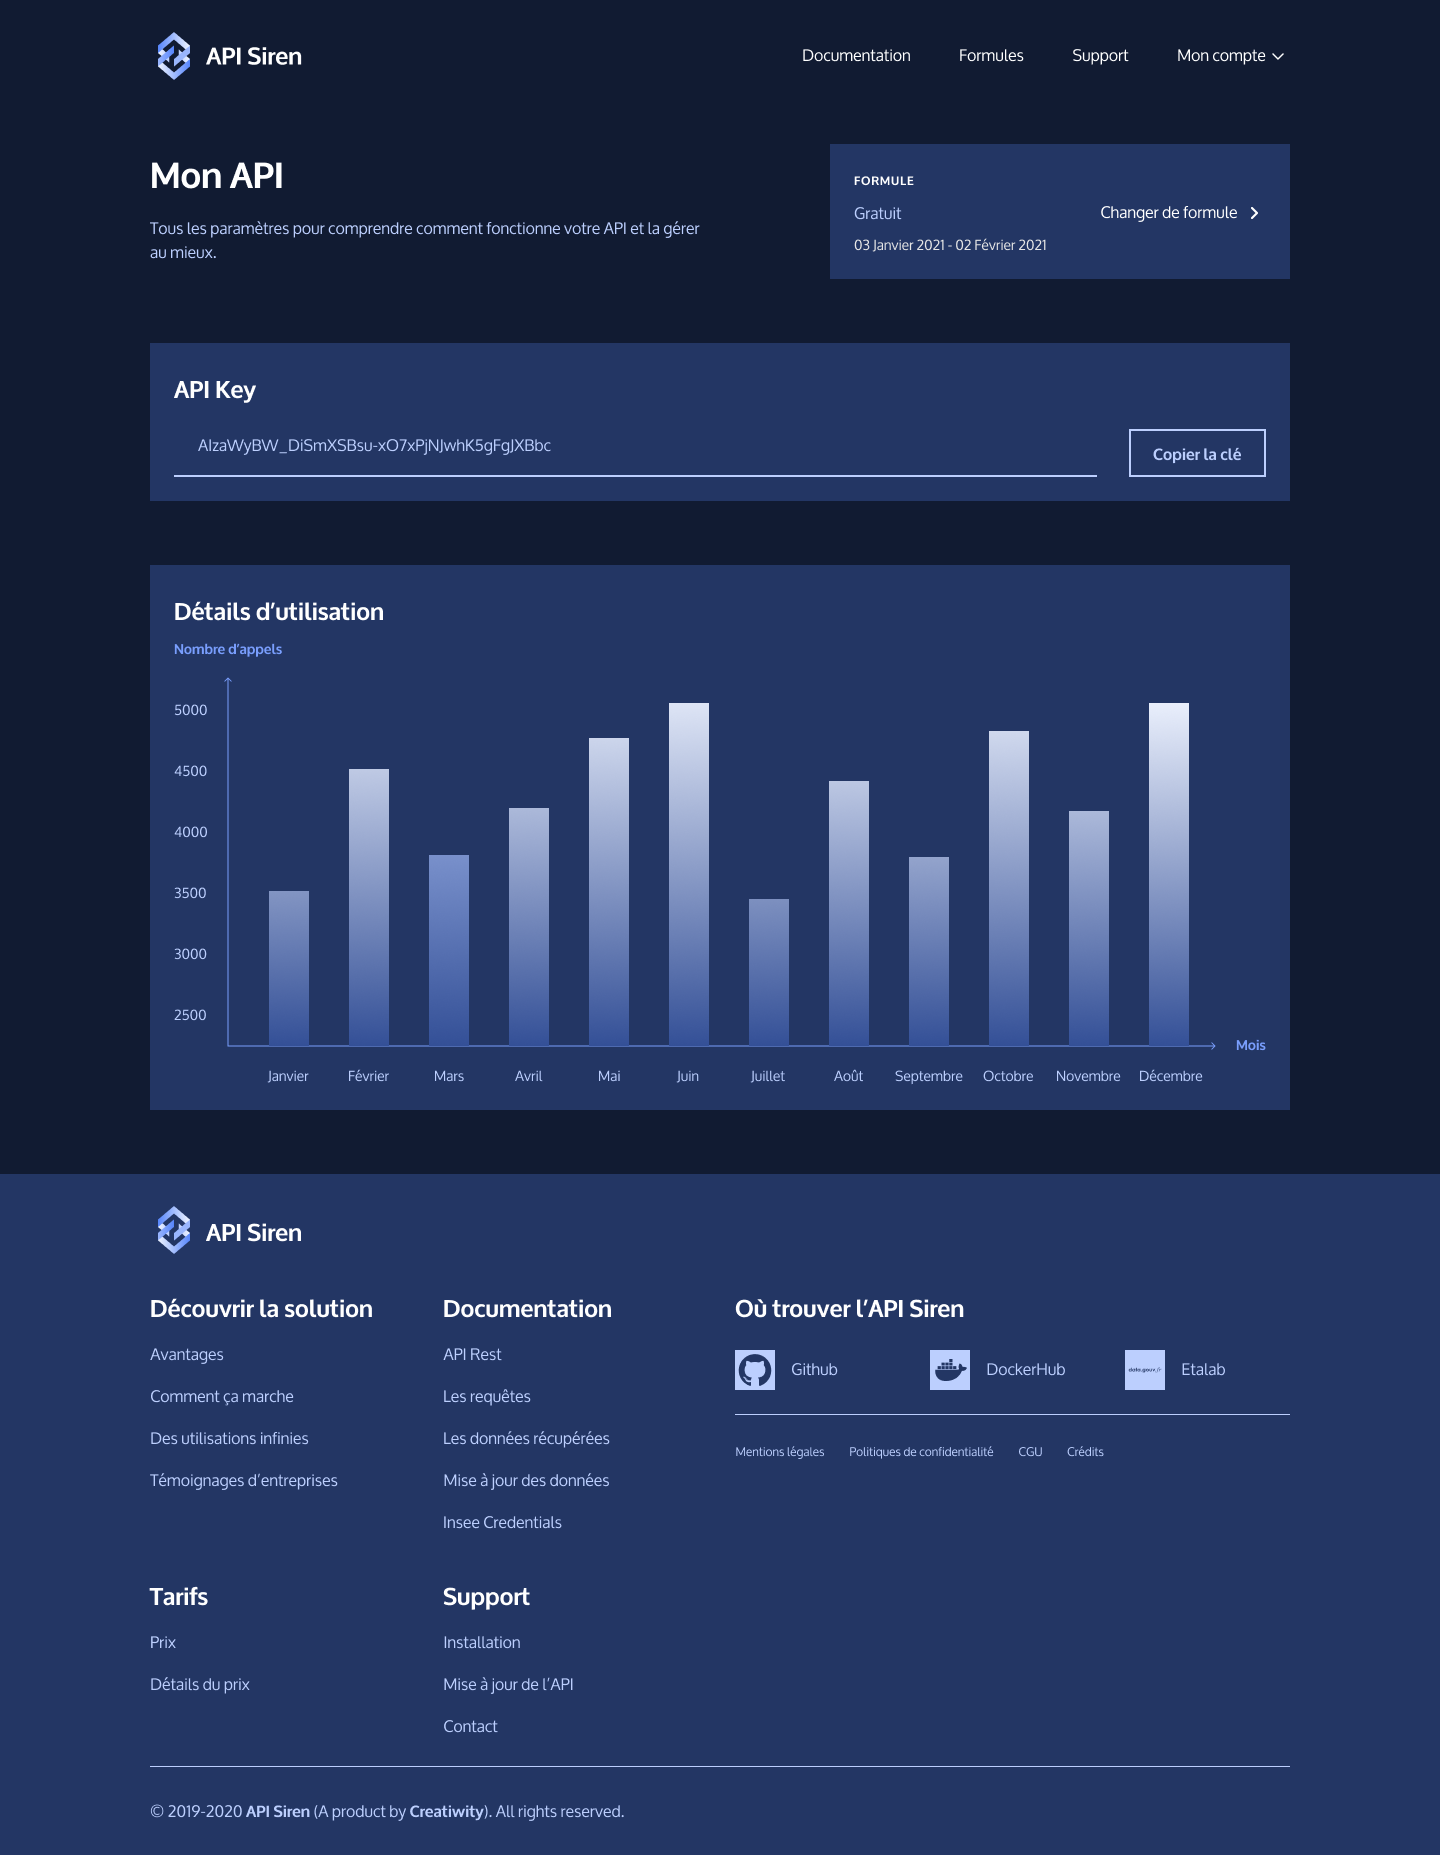 API Siren
Documentation
Formules
Support
Mon compte
Mon API
Tous les paramètres pour comprendre comment fonctionne votre API et la gérer
au mieux.
FORMULE
Gratuit
Changer de formule
03 Janvier 2021 - 02 Février 2021
API Key
AIzaWyBW_DiSmXSBsu-xO7xPjNJwhK5gFgJXBbc
Copier la clé
Détails d’utilisation
Nombre d’appels
5000
4500
4000
3500
3000
2500
Mois
Janvier
Février
Mars
Avril
Mai
Juin
Juillet
Août
Septembre
Octobre
Novembre
Décembre
API Siren
Découvrir la solution
Avantages
Comment ça marche
Des utilisations infinies
Témoignages d’entreprises
Documentation
API Rest
Les requêtes
Les données récupérées
Mise à jour des données
Insee Credentials
Où trouver l’API Siren
Github
DockerHub
data.gouv.fr
Etalab
Mentions légales
Politiques de confidentialité
CGU
Crédits
Tarifs
Prix
Détails du prix
Support
Installation
Mise à jour de l’API
Contact
© 2019-2020 API Siren (A product by Creatiwity). All rights reserved.